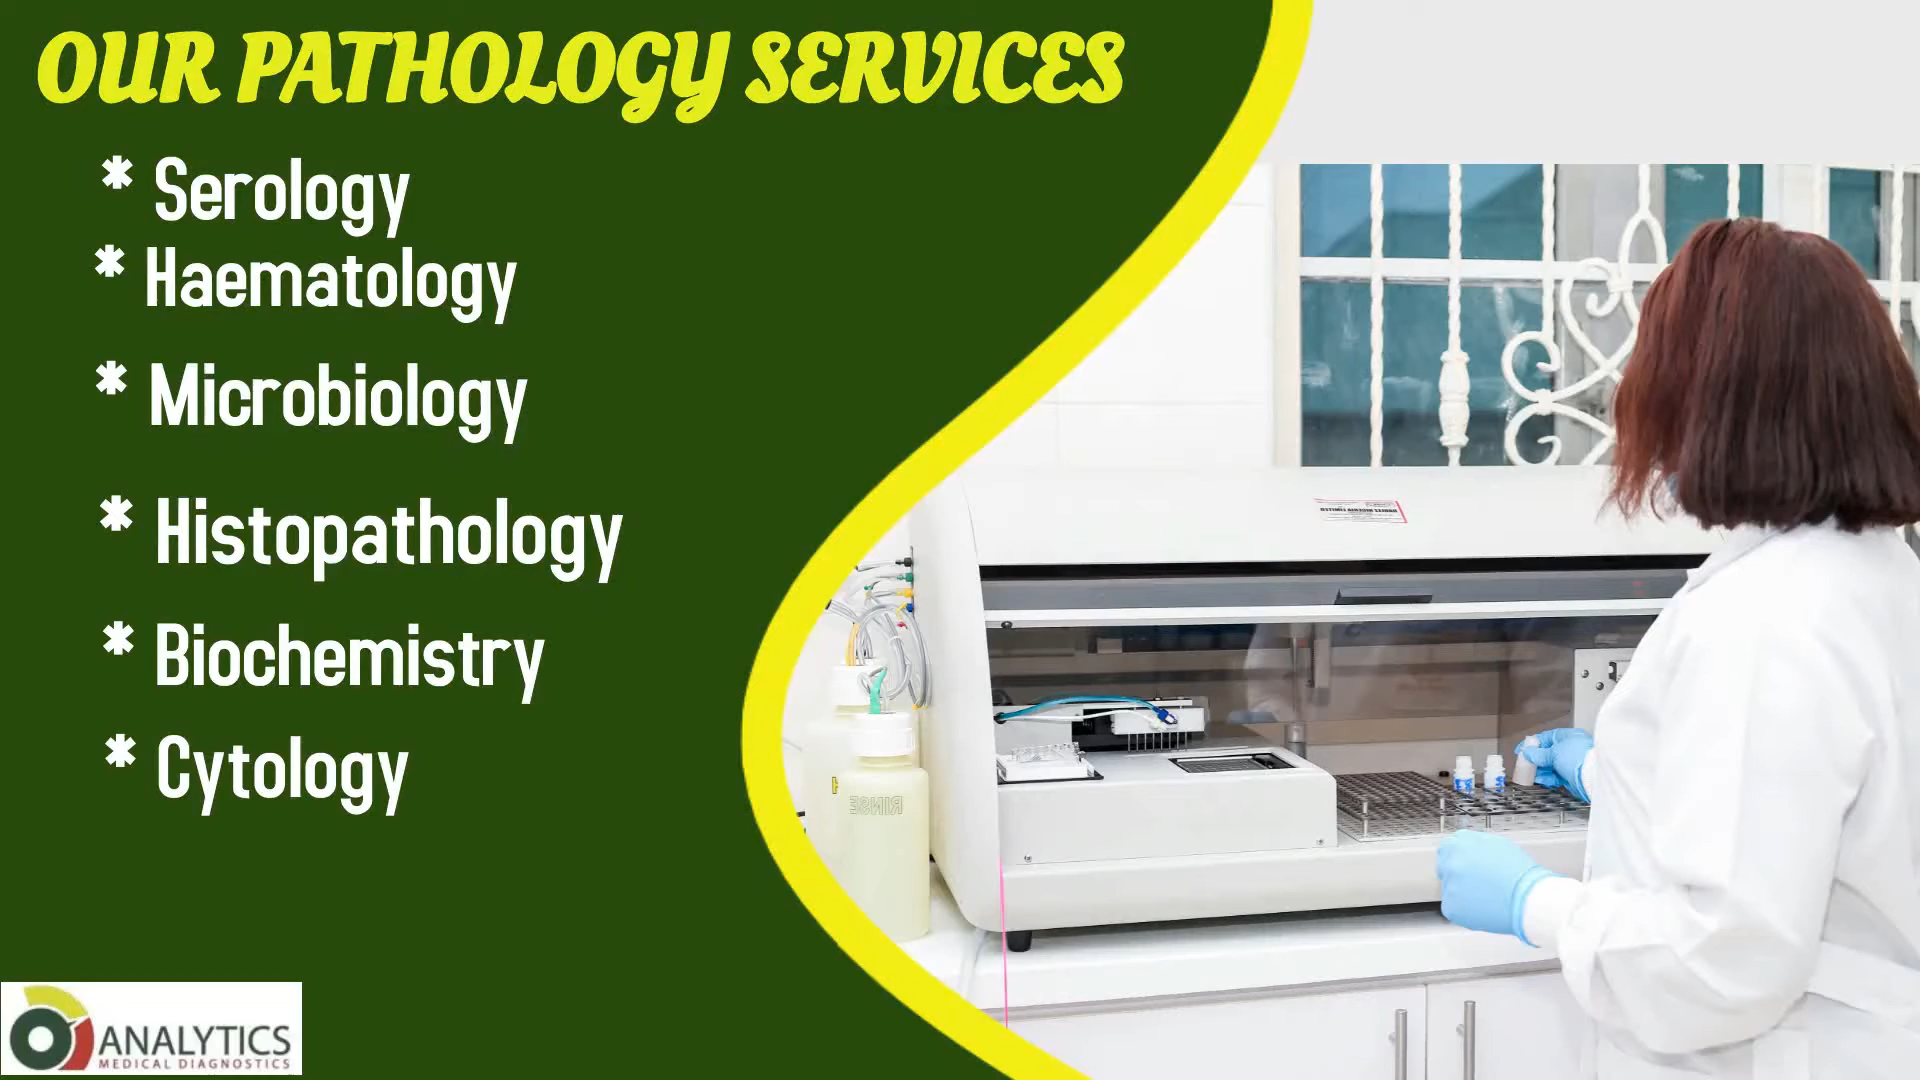 OUR PATHOLOGY SERVICES
* Serology
* Haematology
* Microbiology
* Histopathology
* Biochemistry
* Cytology
RINSE
ANALYTICS
MEDICAL DIAGNOSTICS